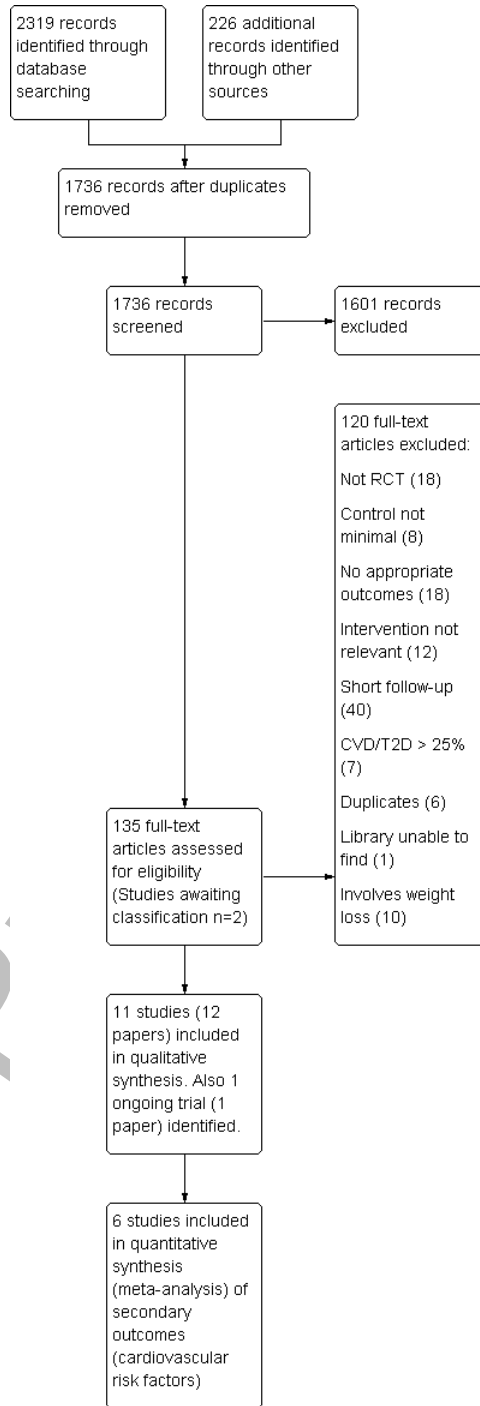 2319 records
identified through
database
searching
226 additional
records identified
through other
sources
1736 records after duplicates
removed
1736 records
screened
1601 records
excluded
120 full-text
articles excluded:
Not RCT (18)
Control not
minimal (8)
No appropriate
outcomes (18)
Intervention not
relevant (12)
Short follow-up
(40)
CVD/T2D > 25%
(7)
Duplicates (6)
Library unable to
find (1)
Involves weight
loss (10)
135 full-text
articles assessed
for eligibility
(Studies awaiting
classification n=2)
11 studies (12
papers) included
in qualitative
synthesis. Also 1
ongoing trial (1
paper) identified.
6 studies included
in quantitative
synthesis
(meta-analysis) of
secondary
outcomes
(cardiovascular
risk factors)